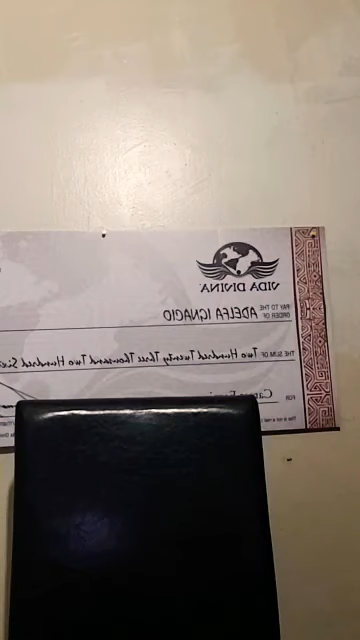 VIDA DIVINA
PAY TO THE
ORDER OF ADELFA IGNACIO
THE SUM OF Two Hundred Twenty Three Thousand Two Hundred Sixt
FOR